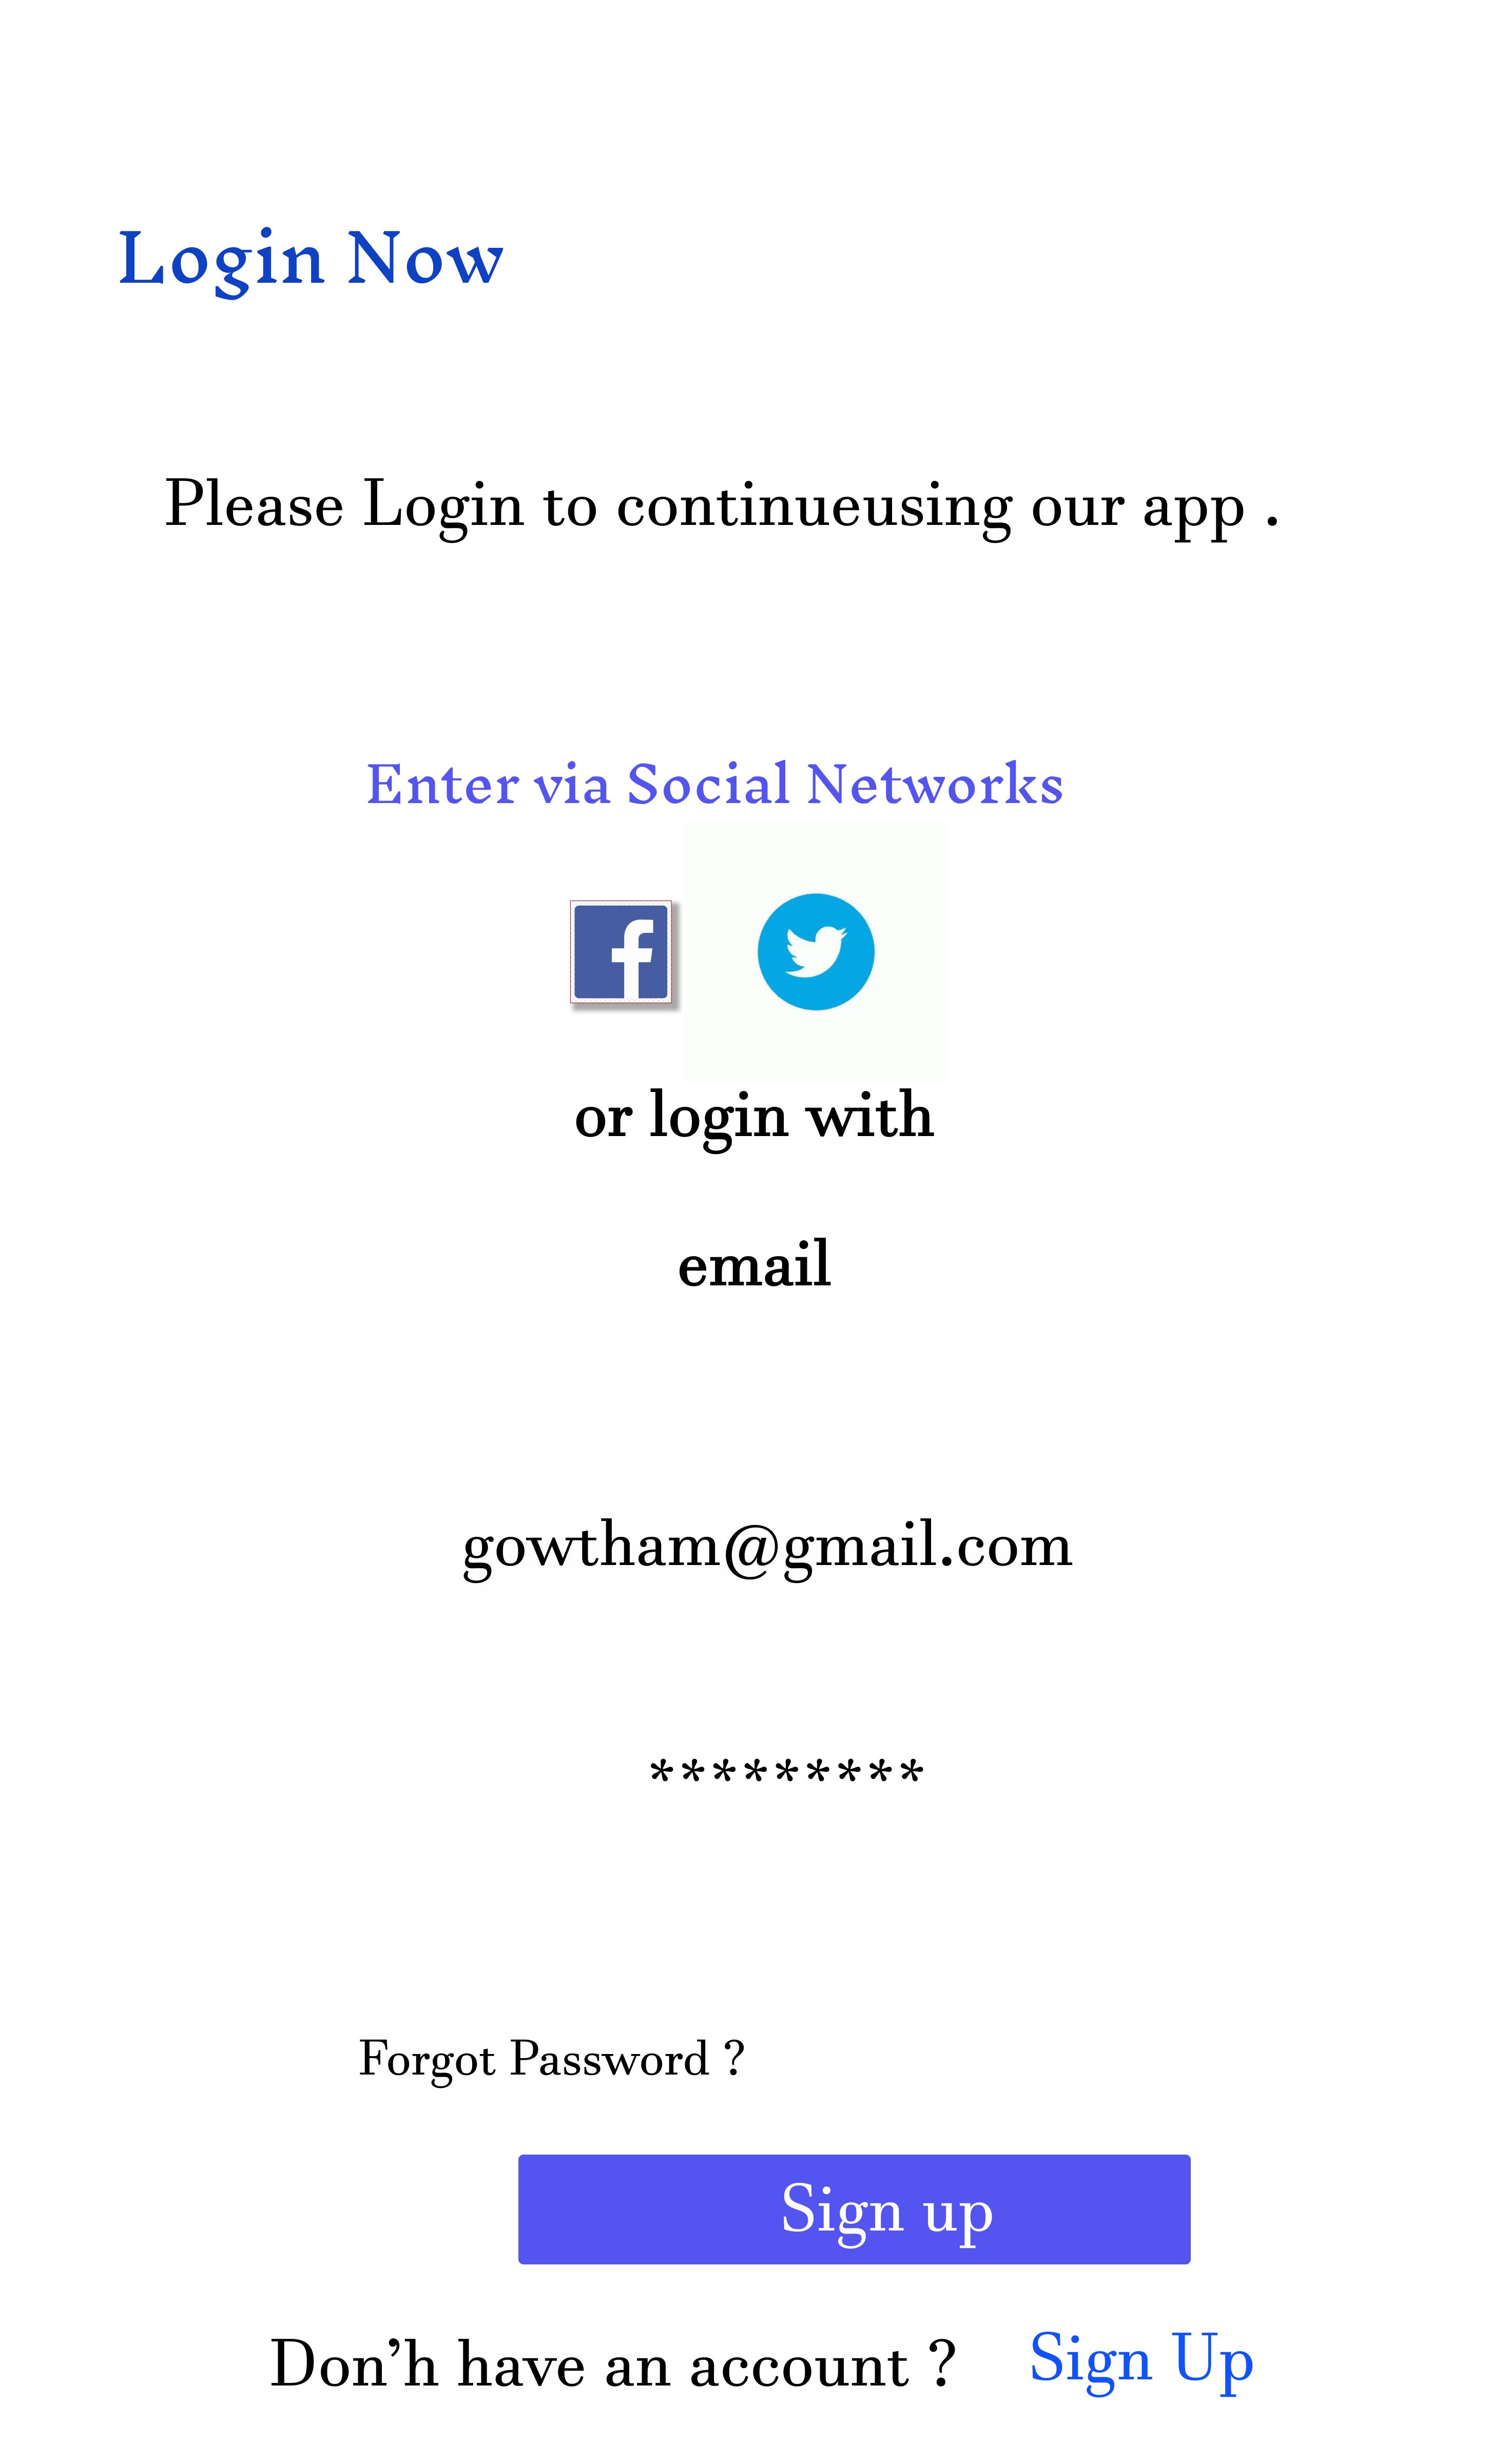 Login Now
Please Login to continueusing our app .
Enter via Social Networks
or login with
email
gowtham@gmail.com
*********
Forgot Password ?
Sign up
Don’h have an account ? Sign Up